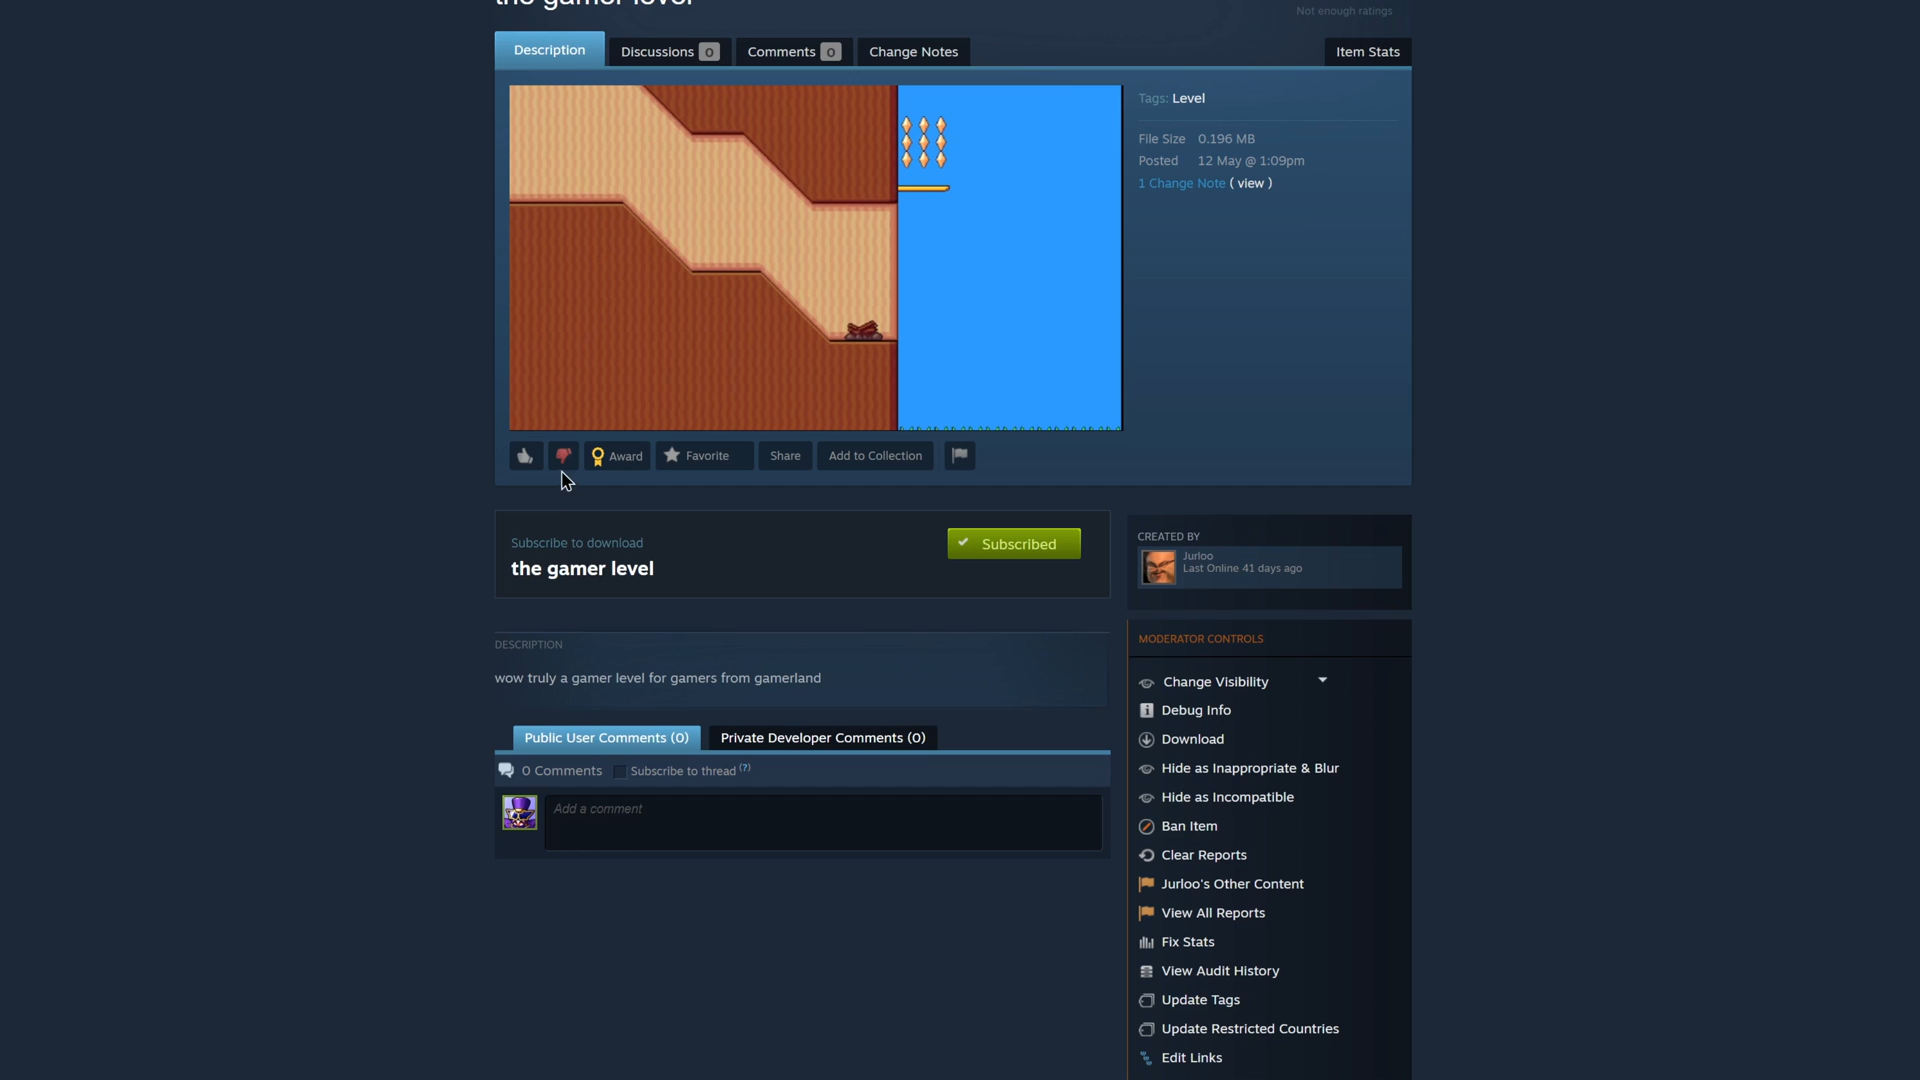 the gamer level
Not enough ratings
Description
Discussions 0
Comments 0
Change Notes
Item Stats
Tags: Level
File Size 0.196 MB
Posted 12 May @ 1:09pm
1 Change Note ( view )
Award
Favorite
Share
Add to Collection
Subscribe to download
the gamer level
Subscribed
CREATED BY
Jurloo
Last Online 41 days ago
DESCRIPTION
wow truly a gamer level for gamers from gamerland
Public User Comments (0)
Private Developer Comments (0)
0 Comments
Subscribe to thread (?)
Add a comment
MODERATOR CONTROLS
Change Visibility
Debug Info
Download
Hide as Inappropriate & Blur
Hide as Incompatible
Ban Item
Clear Reports
Jurloo's Other Content
View All Reports
Fix Stats
View Audit History
Update Tags
Update Restricted Countries
Edit Links